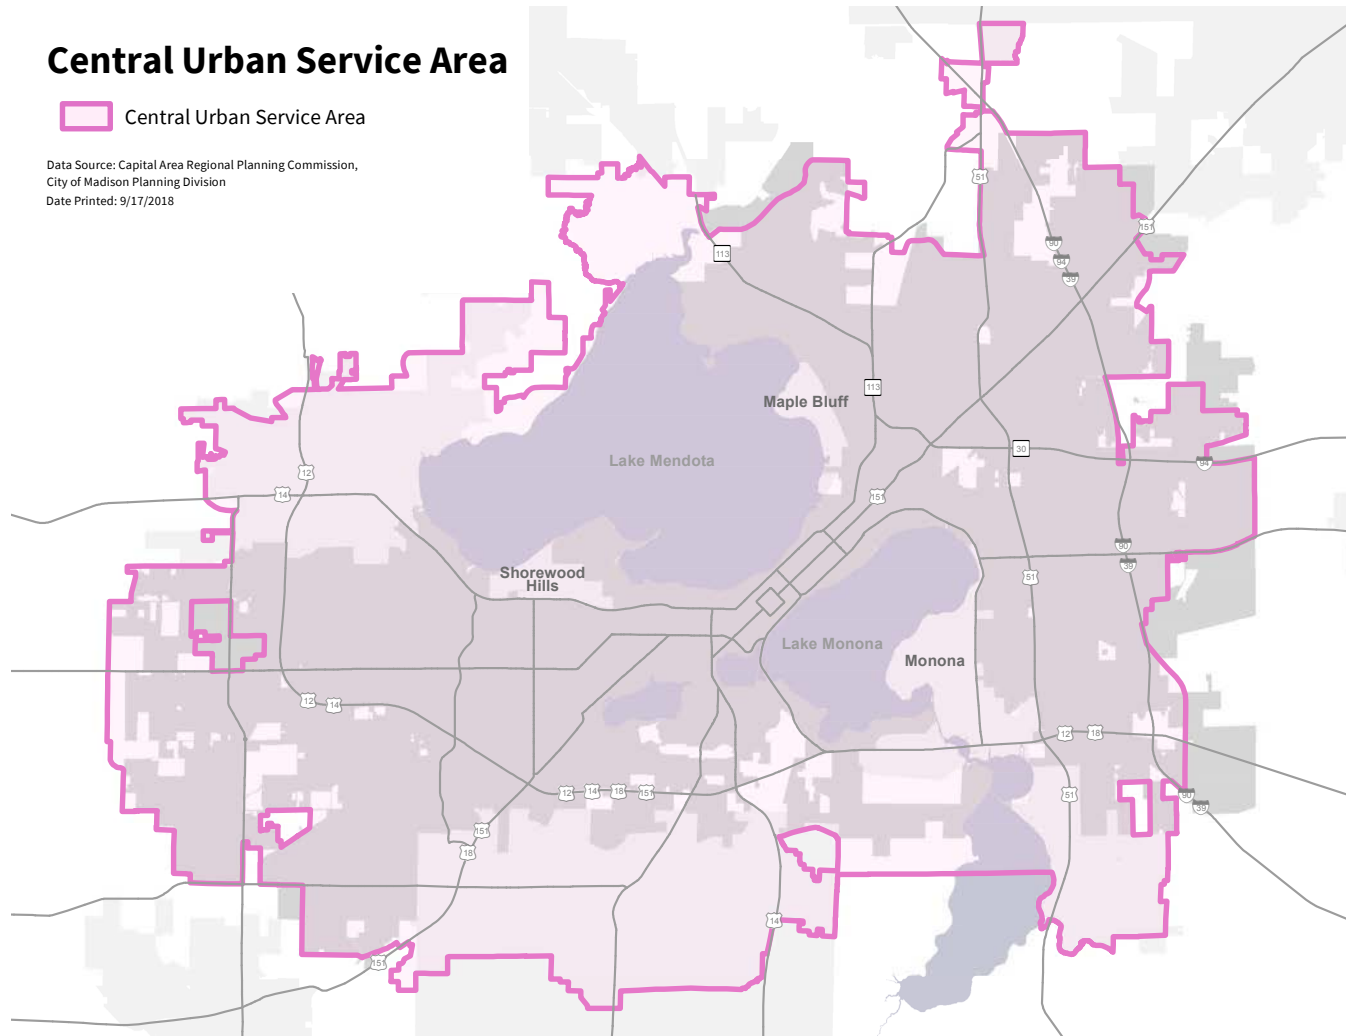 Central Urban Service Area
Central Urban Service Area
Data Source: Capital Area Regional Planning Commission,
City of Madison Planning Division
Date Printed: 9/17/2018
51
151
90
94
39
113
113
Maple Bluff
30
94
Lake Mendota
12
14
151
90
39
51
Shorewood
Hills
Lake Monona
Monona
12
14
12
18
12
14
18
151
51
90
39
151
18
14
151